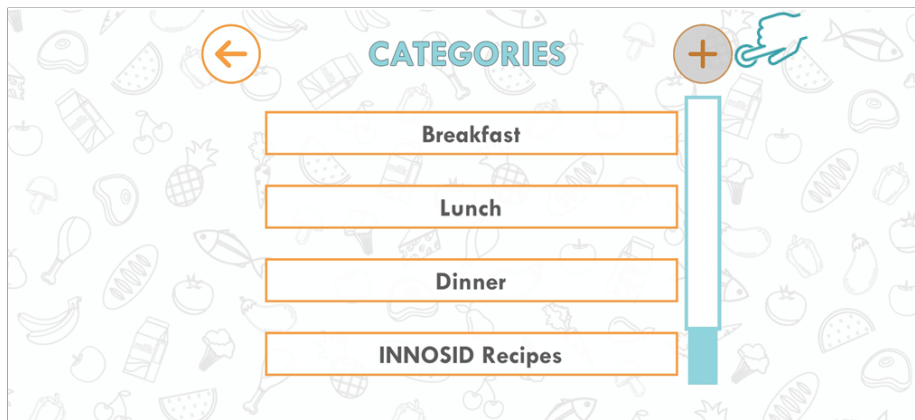 CATEGORIES
Breakfast
Lunch
Dinner
INNOSID Recipes